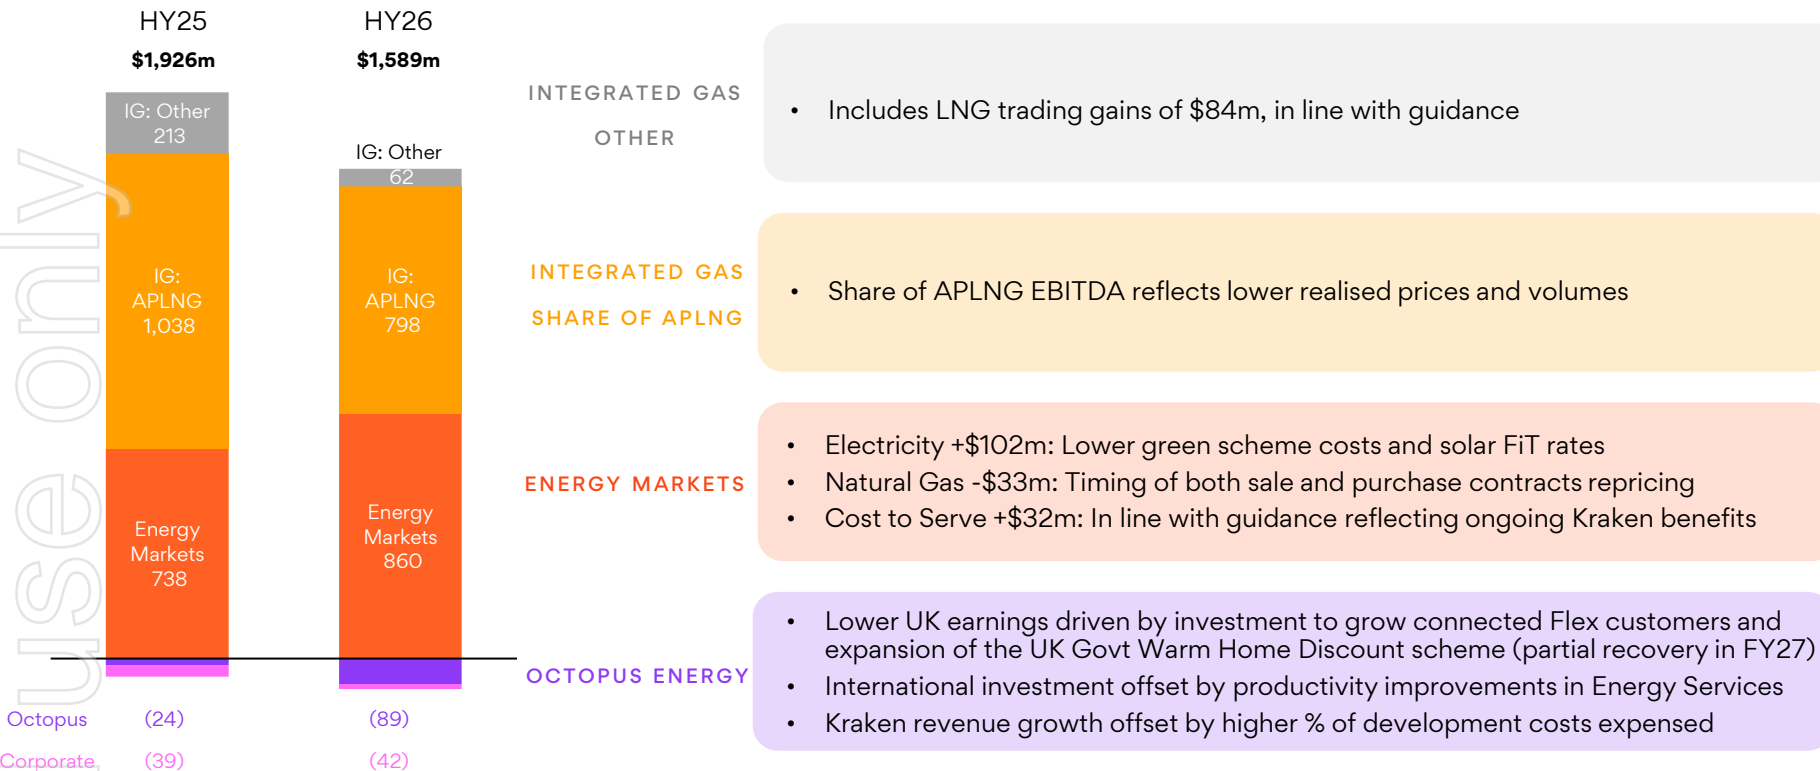 HY25
$1,926m
IG: Other
213
IG:
APLNG
1,038
Energy
Markets
738
HY26
$1,589m
IG: Other
62
IG:
APLNG
798
Energy
Markets
860
Octopus (24) (89)
Corporate (39) (42)
INTEGRATED GAS
OTHER
• Includes LNG trading gains of $84m, in line with guidance
INTEGRATED GAS
SHARE OF APLNG
• Share of APLNG EBITDA reflects lower realised prices and volumes
ENERGY MARKETS
• Electricity +$102m: Lower green scheme costs and solar FiT rates
• Natural Gas -$33m: Timing of both sale and purchase contracts repricing
• Cost to Serve +$32m: In line with guidance reflecting ongoing Kraken benefits
OCTOPUS ENERGY
• Lower UK earnings driven by investment to grow connected Flex customers and
expansion of the UK Govt Warm Home Discount scheme (partial recovery in FY27)
• International investment offset by productivity improvements in Energy Services
• Kraken revenue growth offset by higher % of development costs expensed
use only